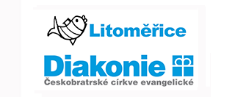 Litoměřice
Diakonie
Českobratrské církve evangelické